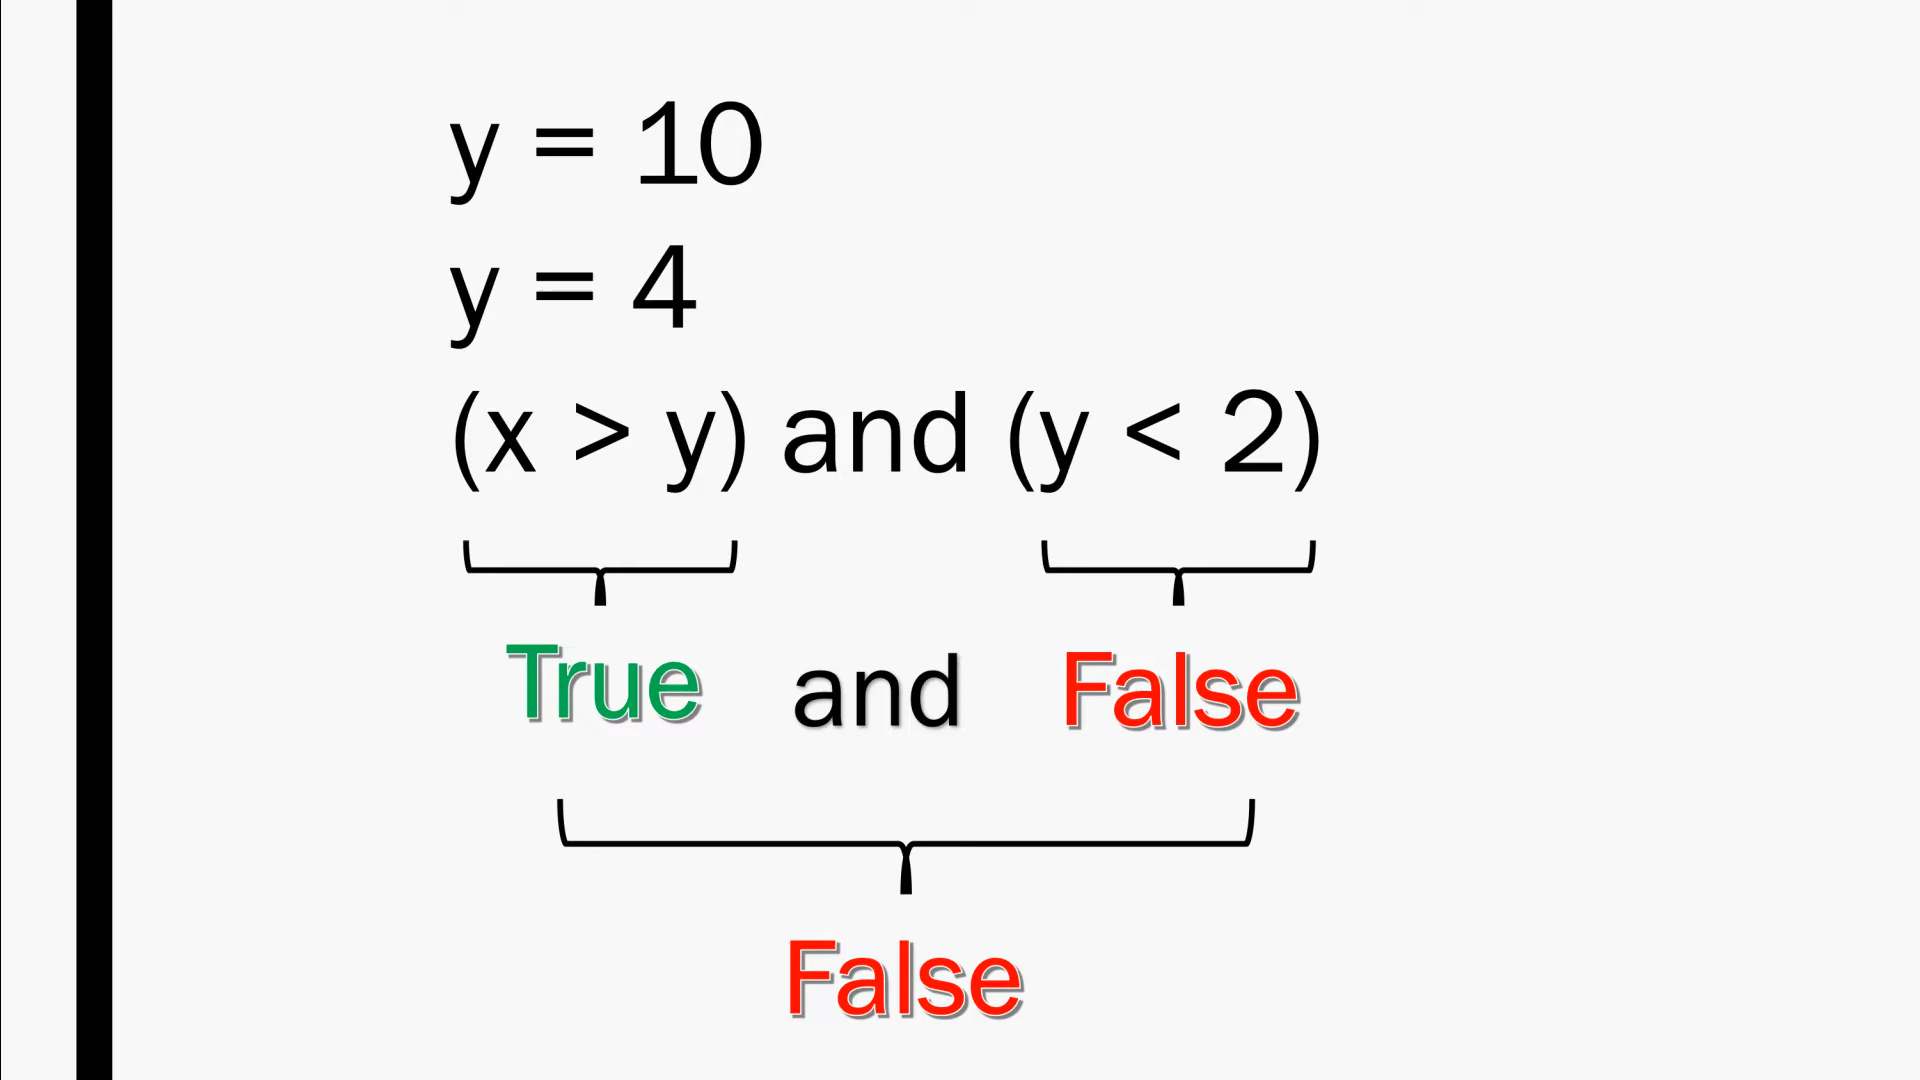 y = 10
y = 4
(x > y) and (y < 2)
True and False
False